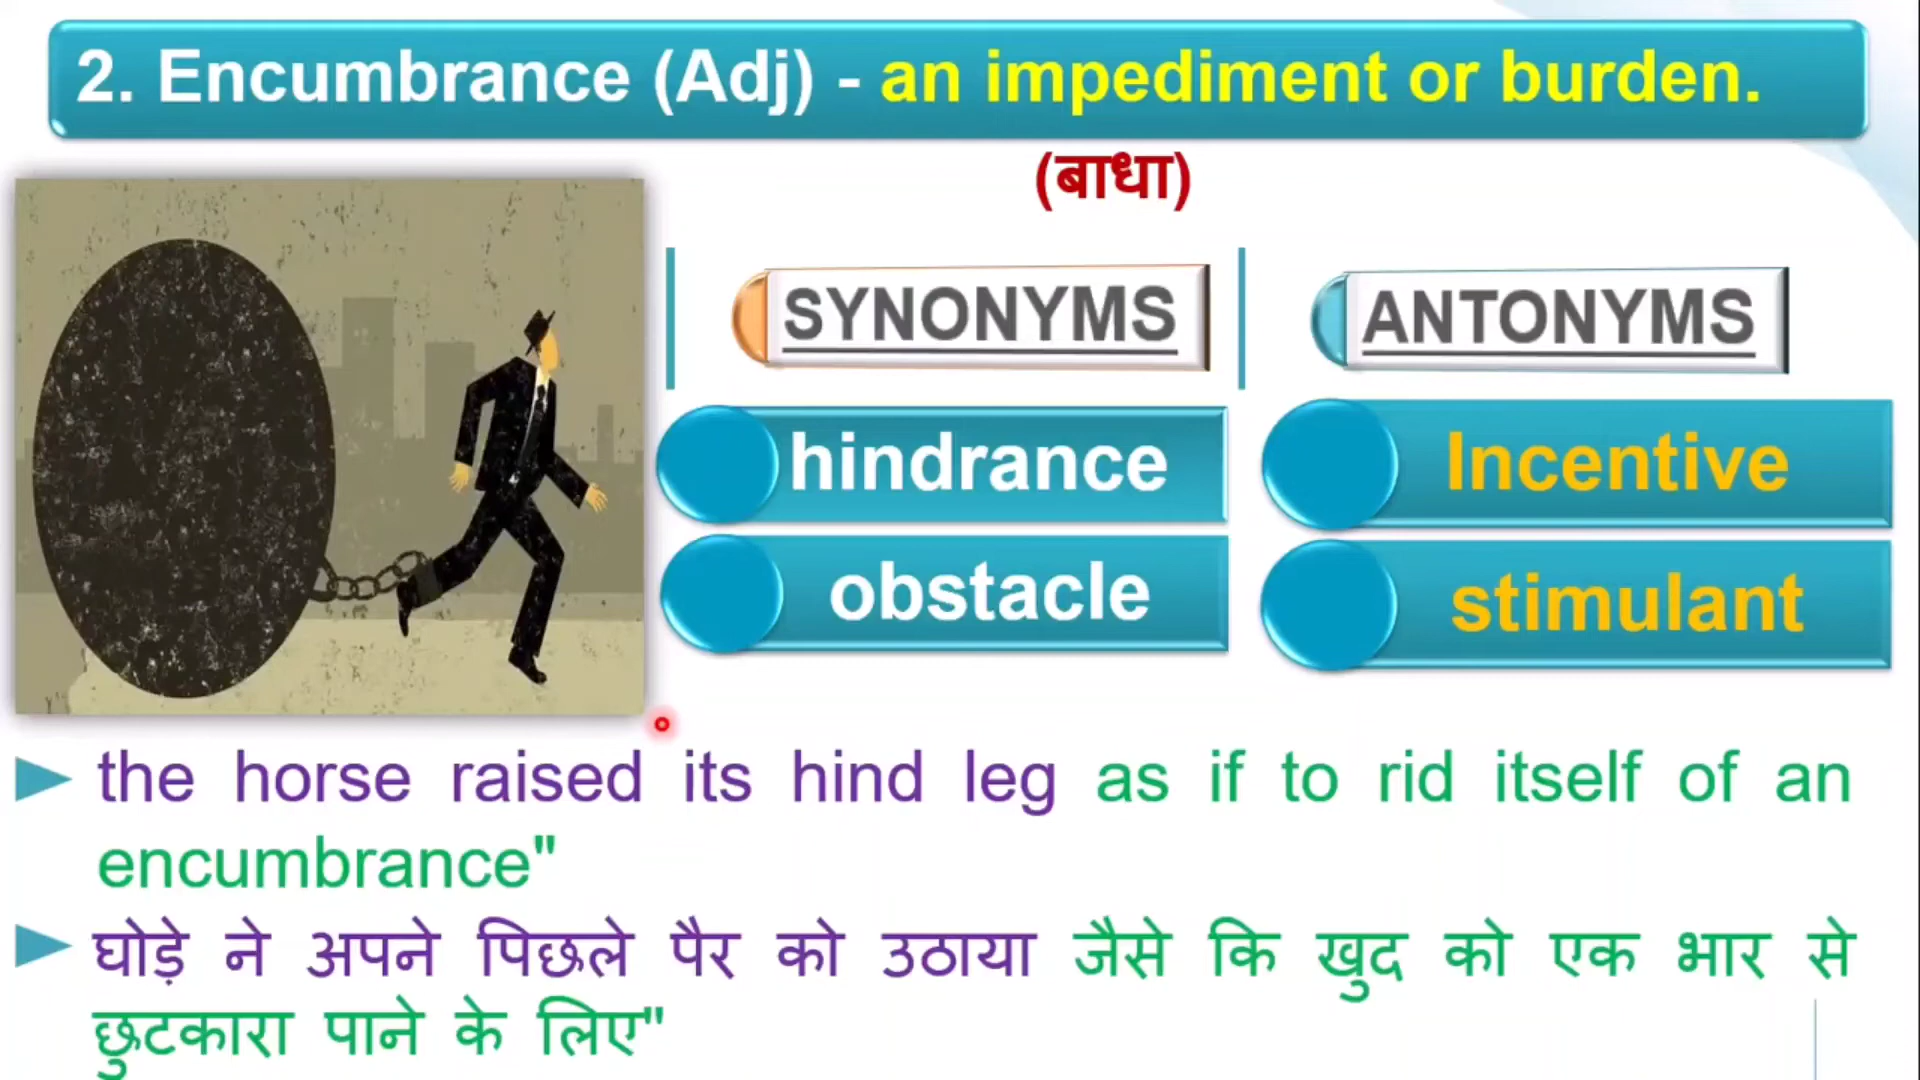 2. Encumbrance (Adj) - an impediment or burden.
(बाधा)
SYNONYMS
ANTONYMS
hindrance
Incentive
obstacle
stimulant
the horse raised its hind leg as if to rid itself of an
encumbrance"
घोड़े ने अपने पिछले पैर को उठाया जैसे कि खुद को एक भार से
छुटकारा पाने के लिए"